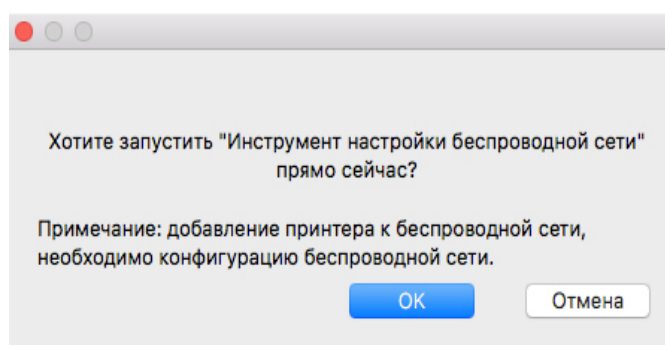 Хотите запустить "Инструмент настройки беспроводной сети"
прямо сейчас?
Примечание: добавление принтера к беспроводной сети,
необходимо конфигурацию беспроводной сети.
OK
Отмена